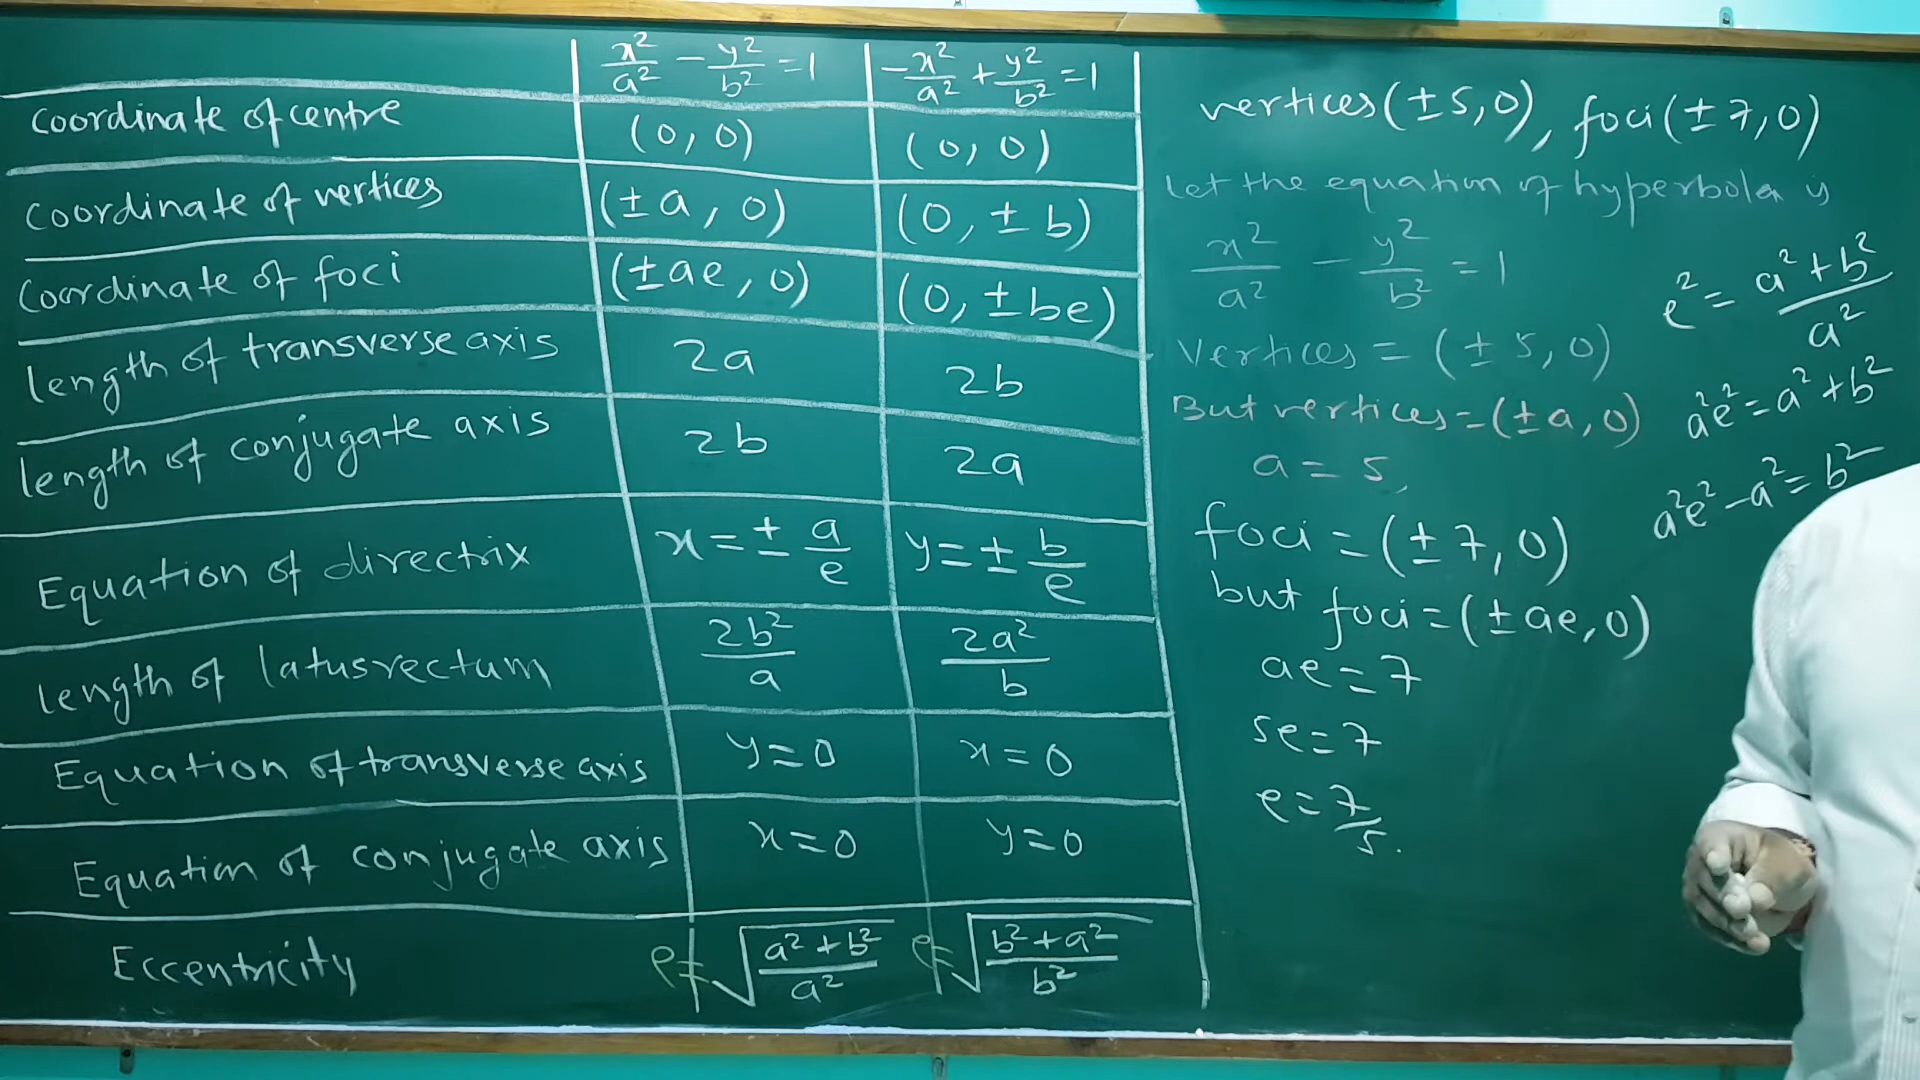 x²/a² - y²/b² = 1 | -x²/a² + y²/b² = 1
Coordinate of centre | (0, 0) | (0, 0)
Coordinate of vertices | (±a, 0) | (0, ±b)
Coordinate of foci | (±ae, 0) | (0, ±be)
length of transverse axis | 2a | 2b
length of conjugate axis | 2b | 2a
Equation of directrix | x = ± a/e | y = ± b/e
length of latusrectum | 2b²/a | 2a²/b
Equation of transverse axis | y = 0 | x = 0
Equation of conjugate axis | x = 0 | y = 0
Eccentricity | e = √(a²+b²/a²) | e = √(b²+a²/b²)
vertices (±5, 0), foci (±7, 0)
Let the equation of hyperbola is
x²/a² - y²/b² = 1
Vertices = (±5, 0)
But vertices = (±a, 0)
a = 5,
foci = (±7, 0)
but foci = (±ae, 0)
ae = 7
5e = 7
e = 7/5.
e² = a²+b²/a²
a²e² = a²+b²
a²e² - a² = b²